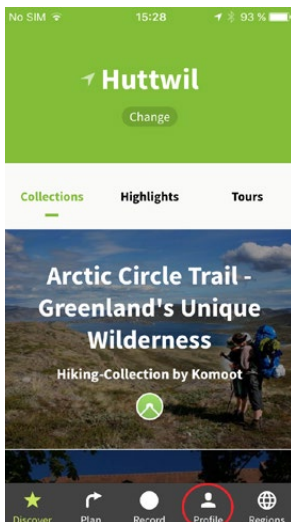 No SIM 15:28 93 %
Huttwil
Change
Collections Highlights Tours
Arctic Circle Trail -
Greenland's Unique
Wilderness
Hiking-Collection by Komoot
Discover Plan Record Profile Regions